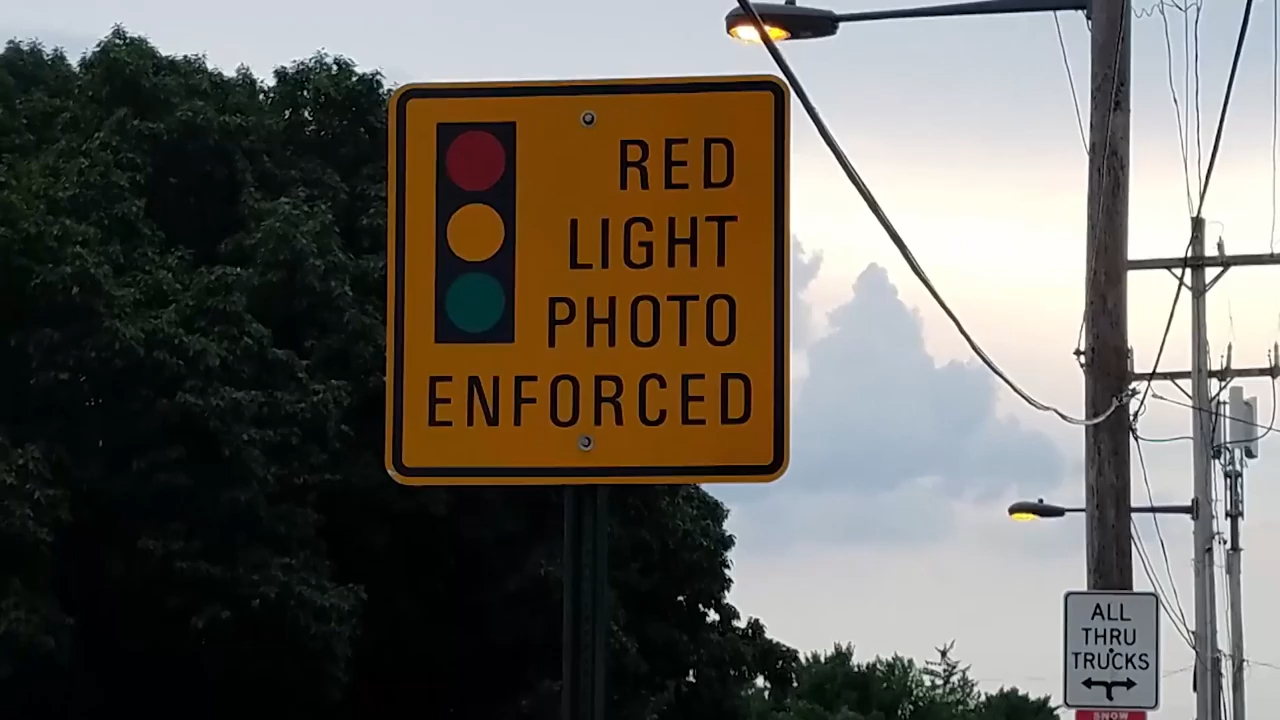 RED
LIGHT
PHOTO
ENFORCED
ALL
THRU
TRUCKS
SNOW